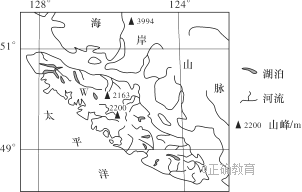 128° 124°
海 ▲ 3994
51° 岸
山
湖泊
W ▲ 2163 脉 河流
太 2200 ▲ ▲ 2200 山峰/m
平
49°
洋 @正确教育